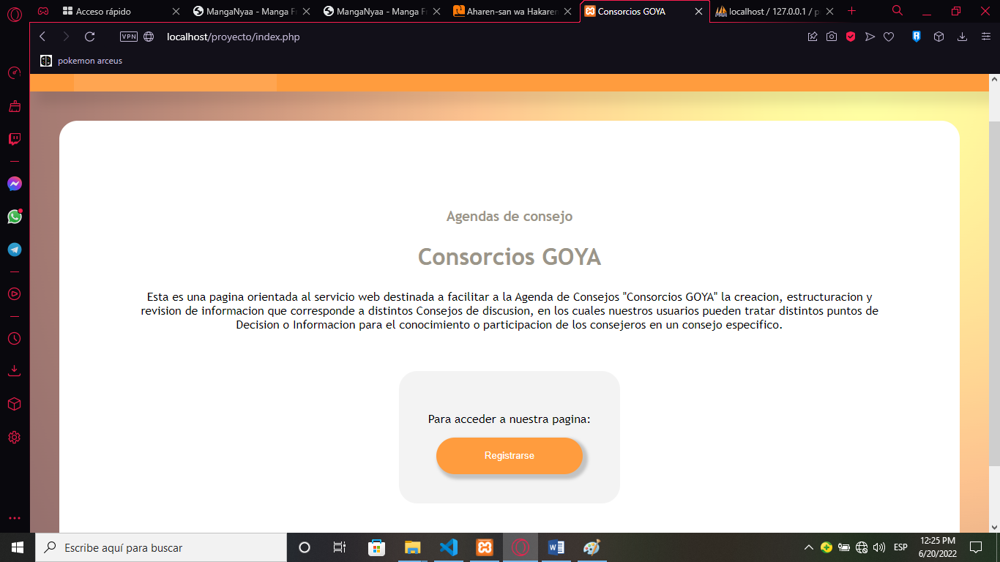 Acceso rápido
MangaNyaa - Manga F
MangaNyaa - Manga F
Aharen-san wa Hakaren
Consorcios GOYA
localhost / 127.0.0.1 / p
VPN
localhost/proyecto/index.php
pokemon arceus
Agendas de consejo
Consorcios GOYA
Esta es una pagina orientada al servicio web destinada a facilitar a la Agenda de Consejos "Consorcios GOYA" la creacion, estructuracion y
revision de informacion que corresponde a distintos Consejos de discusion, en los cuales nuestros usuarios pueden tratar distintos puntos de
Decision o Informacion para el conocimiento o participacion de los consejeros en un consejo especifico.
Para acceder a nuestra pagina:
Registrarse
Escribe aquí para buscar
ESP
12:25 PM
6/20/2022